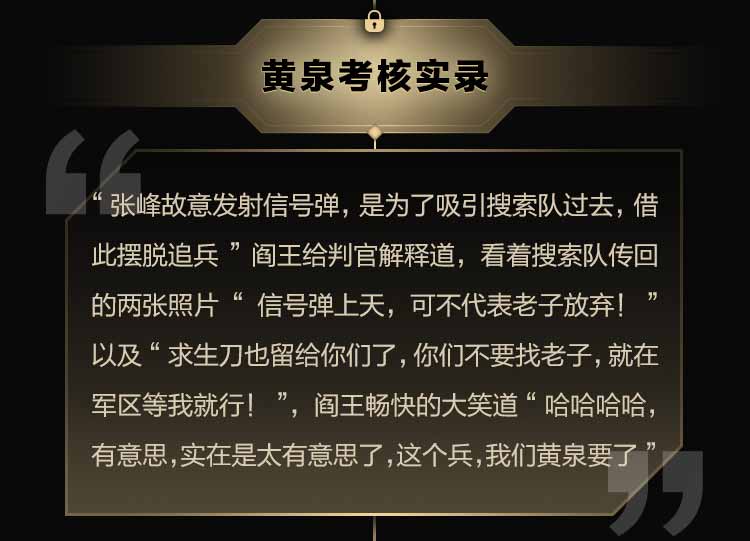 黄泉考核实录
“张峰故意发射信号弹，是为了吸引搜索队过去，借
此摆脱追兵 ” 阎王给判官解释道，看着搜索队传回
的两张照片 “ 信号弹上天，可不代表老子放弃！ ”
以及 “ 求生刀也留给你们了，你们不要找老子，就在
军区等我就行！ ”，阎王畅快的大笑道 “ 哈哈哈哈，
有意思，实在是太有意思了，这个兵，我们黄泉要了 ”